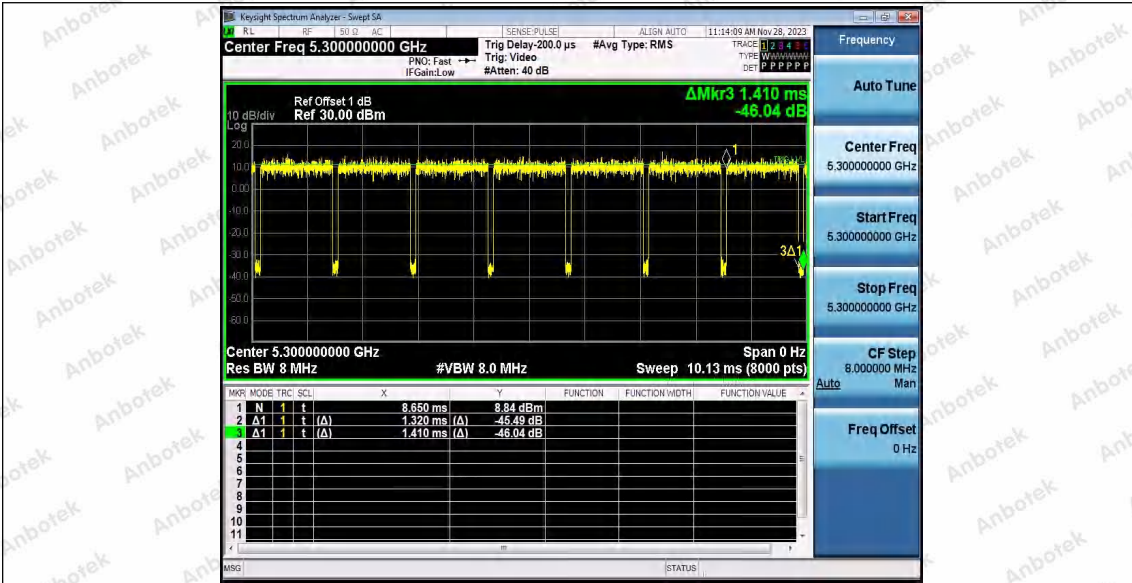 Keysight Spectrum Analyzer - Swept SA
RL RF 50 Ω AC SENSE:PULSE ALIGN AUTO 11:14:09 AM Nov 28, 2023
Center Freq 5.300000000 GHz
PNO: Fast
IFGain:Low
Trig Delay-200.0 µs
Trig: Video
#Atten: 40 dB
#Avg Type: RMS
TRACE 1 2 3 4 5 6
TYPE WWWWWW
DET P P P P P P
Ref Offset 1 dB
10 dB/div Ref 30.00 dBm
Log
ΔMkr3 1.410 ms
-46.04 dB
20.0
10.0
0.00
-10.0
-20.0
-30.0
-40.0
-50.0
-60.0
1
3Δ1
Center 5.300000000 GHz Span 0 Hz
Res BW 8 MHz #VBW 8.0 MHz Sweep 10.13 ms (8000 pts)
MKR MODE TRC SCL X Y FUNCTION FUNCTION WIDTH FUNCTION VALUE
1 N 1 t 8.650 ms 8.84 dBm
2 Δ1 1 t (Δ) 1.320 ms (Δ) -45.49 dB
3 Δ1 1 t (Δ) 1.410 ms (Δ) -46.04 dB
4
5
6
7
8
9
10
11
MSG STATUS
Frequency
Auto Tune
Center Freq
5.300000000 GHz
Start Freq
5.300000000 GHz
Stop Freq
5.300000000 GHz
CF Step
8.000000 MHz
Auto Man
Freq Offset
0 Hz
Anbotek